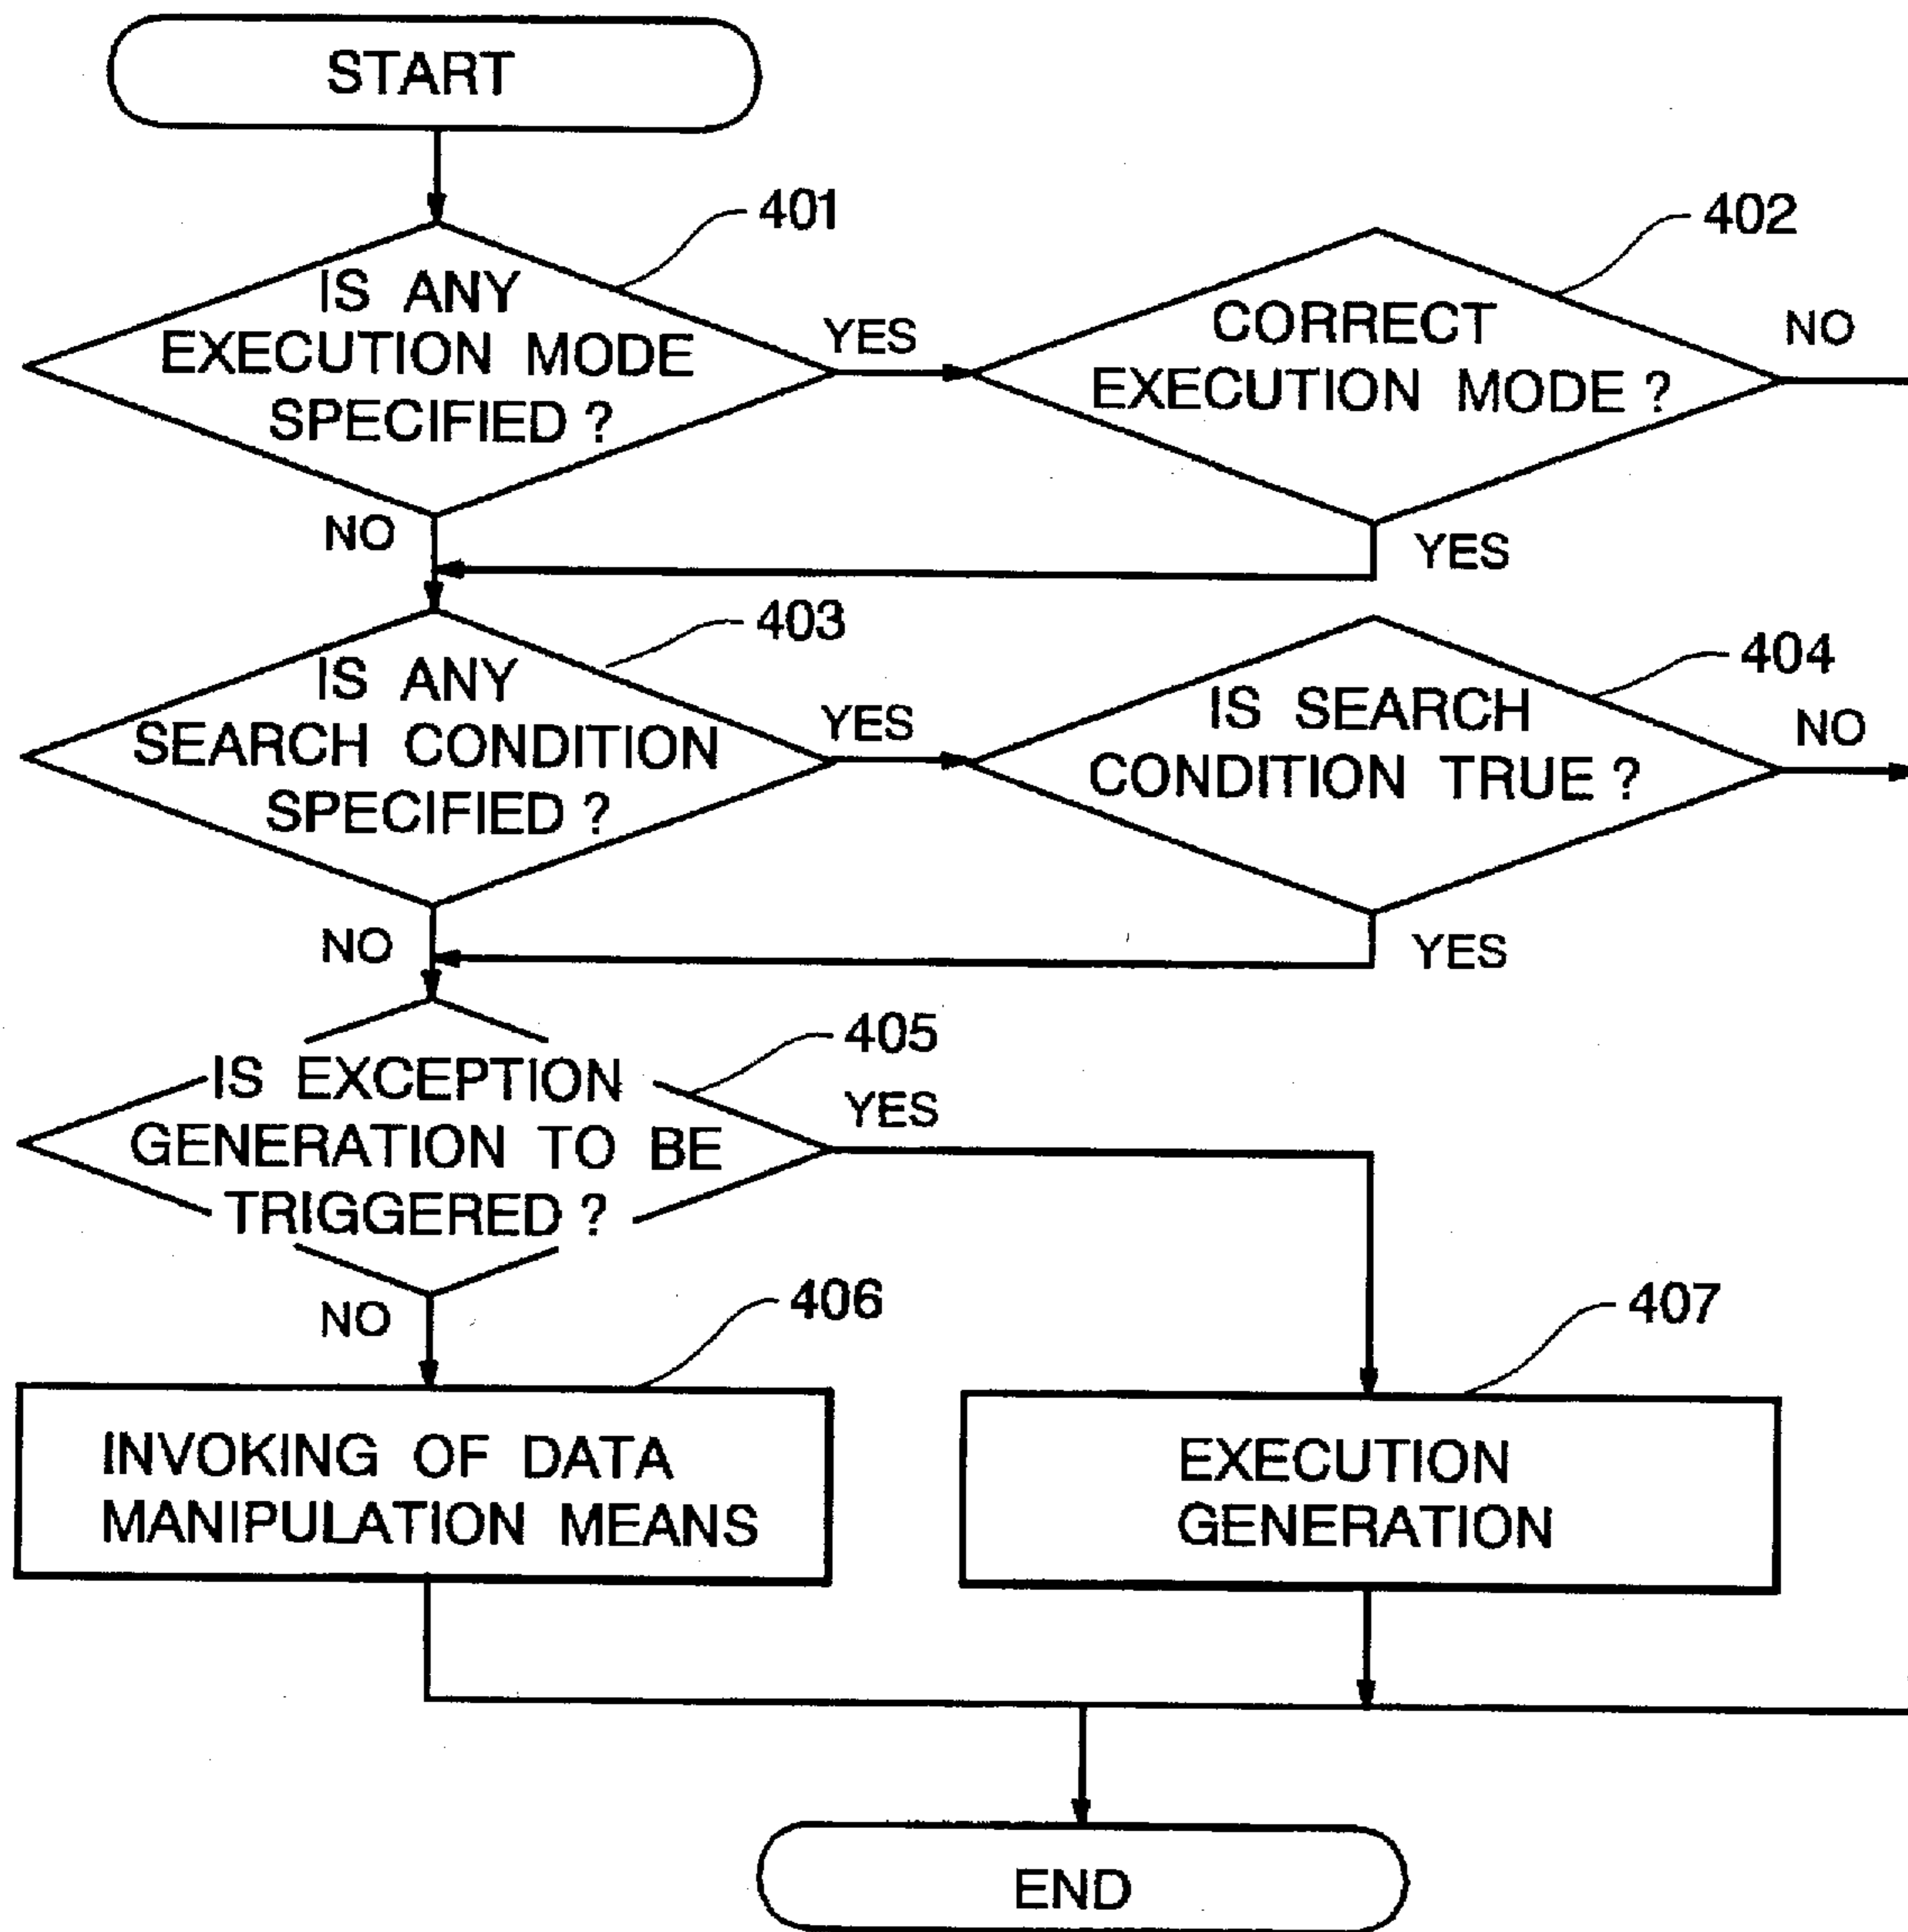 START
401
IS ANY
EXECUTION MODE
SPECIFIED ?
YES
NO
402
CORRECT
EXECUTION MODE ?
NO
YES
403
IS ANY
SEARCH CONDITION
SPECIFIED ?
YES
NO
404
IS SEARCH
CONDITION TRUE ?
NO
YES
405
IS EXCEPTION
GENERATION TO BE
TRIGGERED ?
YES
NO
406
INVOKING OF DATA
MANIPULATION MEANS
407
EXECUTION
GENERATION
END